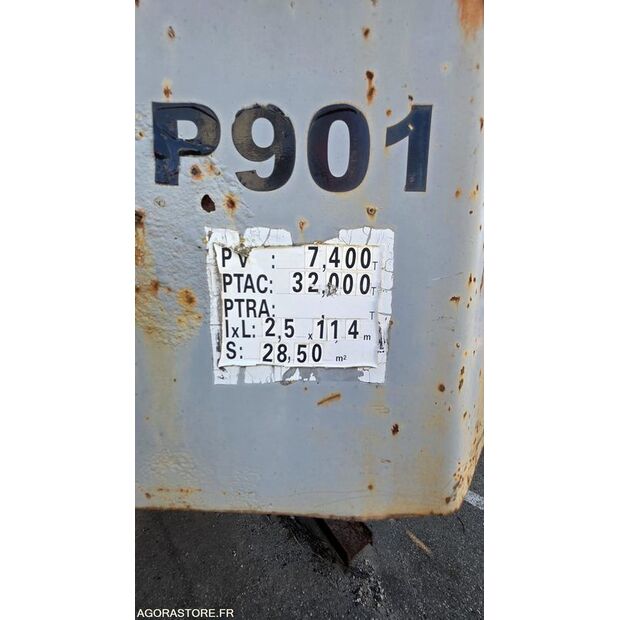 P901
PV : 7,400 T
PTAC: 32,000 T
PTRA: , T
IxL: 2,5 x 11,4 m
S: 28,50 m²
AGORASTORE.FR